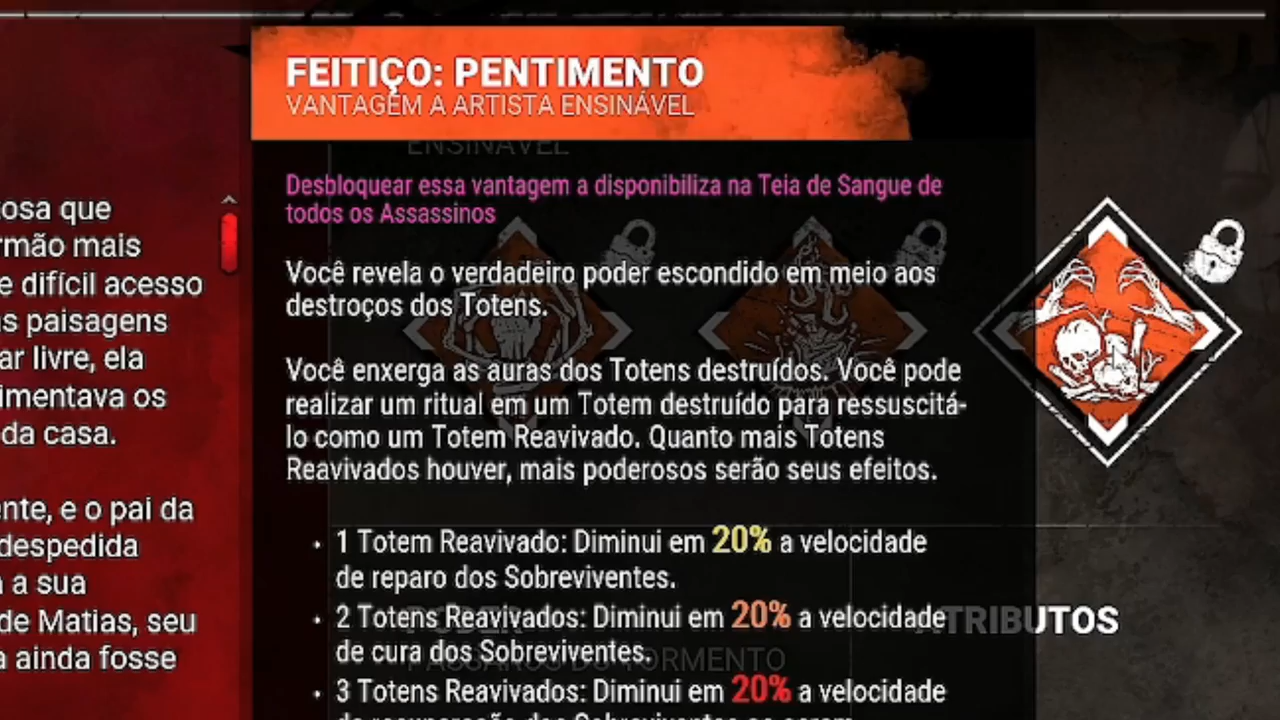 FEITIÇO: PENTIMENTO
VANTAGEM A ARTISTA ENSINÁVEL
ENSINÁVEL
Desbloquear essa vantagem a disponibiliza na Teia de Sangue de
todos os Assassinos
Você revela o verdadeiro poder escondido em meio aos
destroços dos Totens.
Você enxerga as auras dos Totens destruídos. Você pode
realizar um ritual em um Totem destruído para ressuscitá-
lo como um Totem Reavivado. Quanto mais Totens
Reavivados houver, mais poderosos serão seus efeitos.
• 1 Totem Reavivado: Diminui em 20% a velocidade
de reparo dos Sobreviventes.
• 2 Totens Reavivados: Diminui em 20% a velocidade
de cura dos Sobreviventes.
• 3 Totens Reavivados: Diminui em 20% a velocidade
osa que
rmão mais
e difícil acesso
as paisagens
ar livre, ela
imentava os
da casa.
ente, e o pai da
despedida
a sua
de Matias, seu
a ainda fosse
PODER
PÁSSAROS DO TORMENTO
ATRIBUTOS